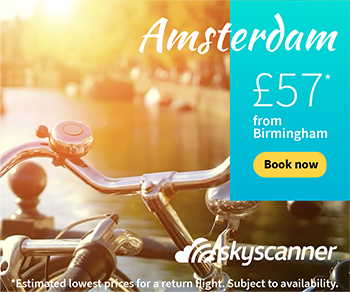 Amsterdam
£57*
from
Birmingham
Book now
skyscanner
*Estimated lowest prices for a return flight. Subject to availability.